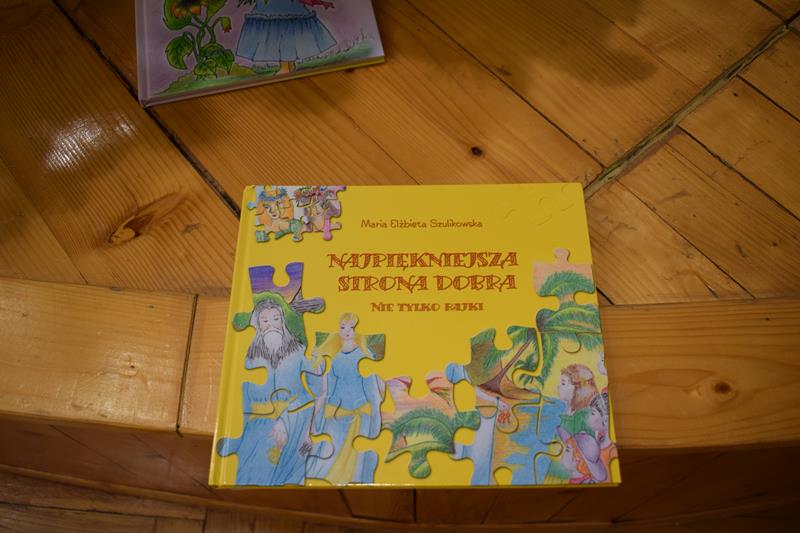 Maria Elżbieta Szulikowska
NAJPIĘKNIEJSZA
STRONA DOBRA
NIE TYLKO BAJKI